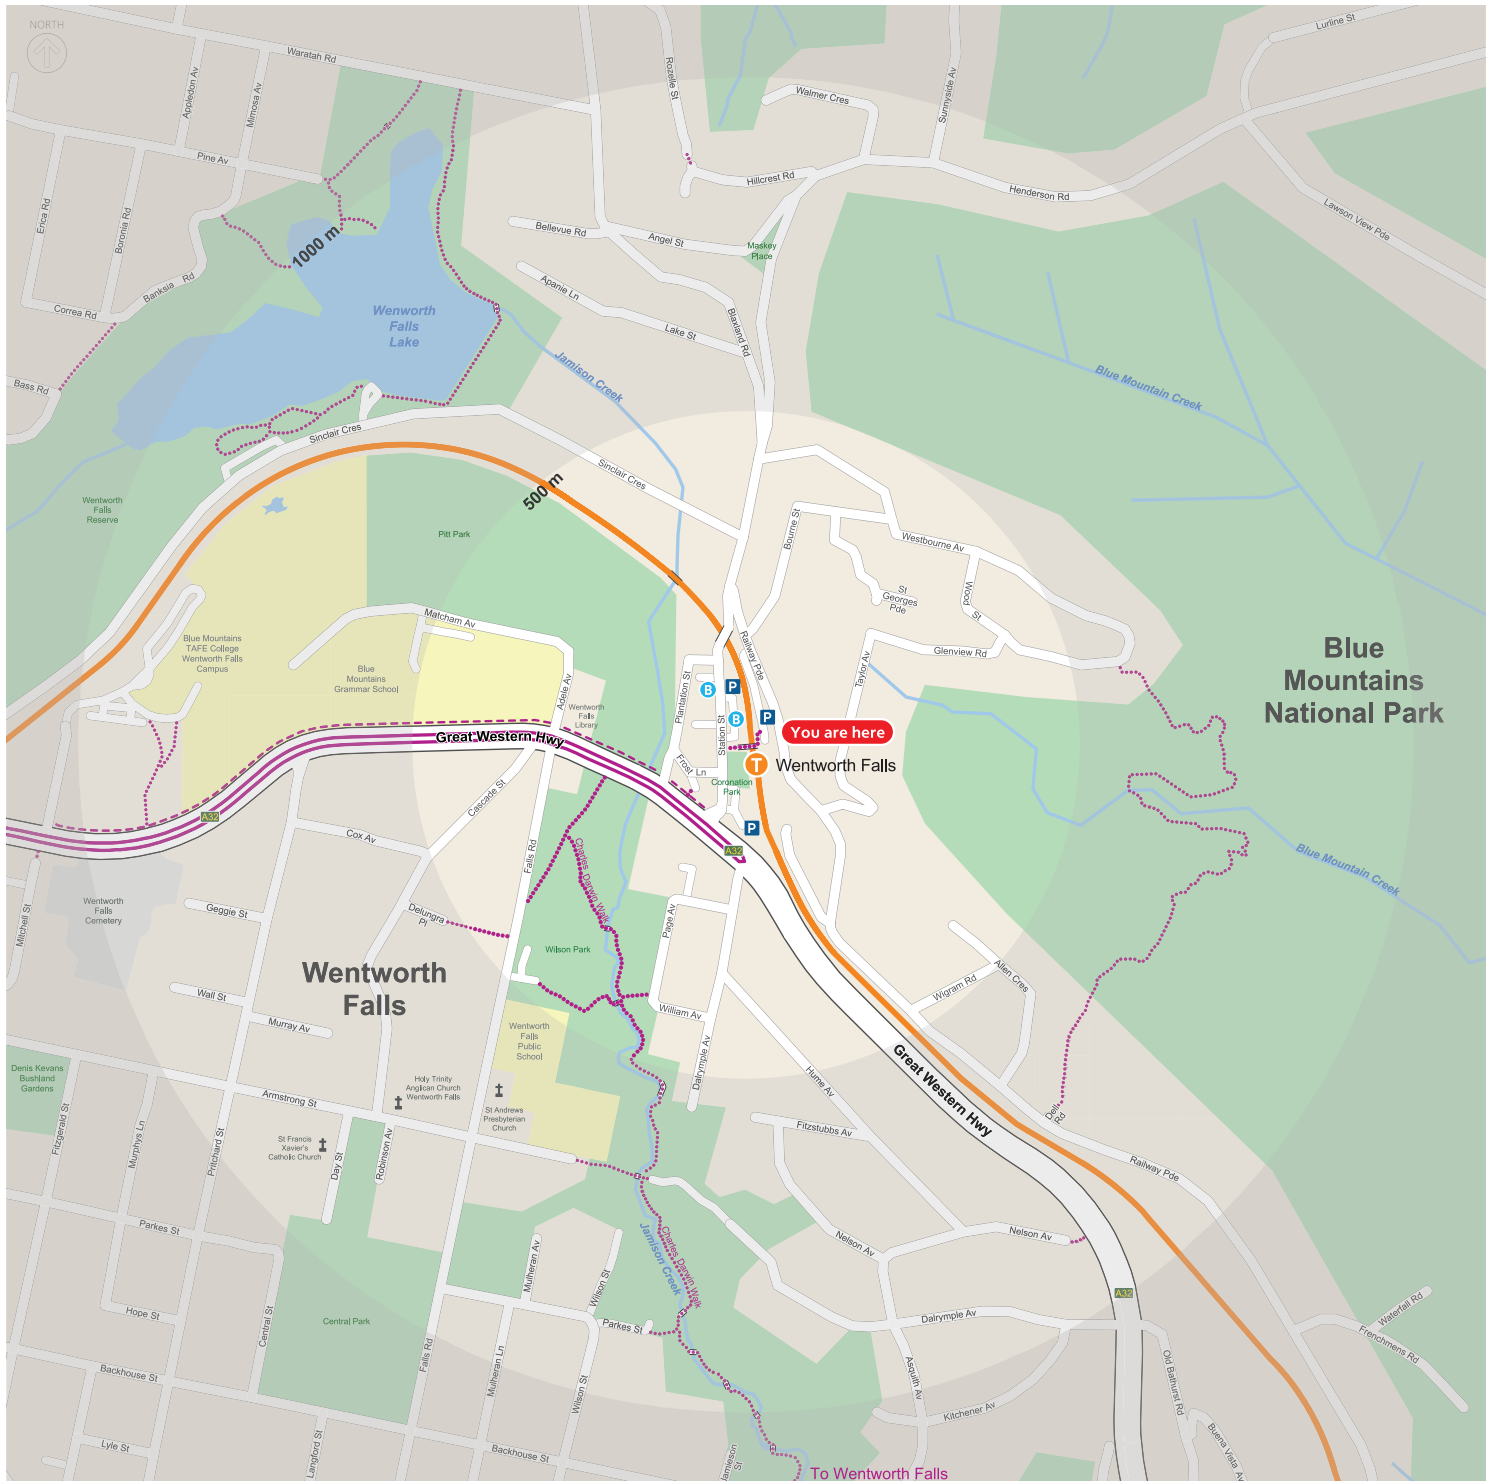 NORTH
Waratah Rd
Lurline St
Appledon Av
Mimosa Av
Rozelle St
Walmer Cres
Sunnyside Av
Pine Av
Hillcrest Rd
Henderson Rd
Erica Rd
Boronia Rd
Lawson View Pde
1000 m
Bellevue Rd
Angel St
Maskey
Place
Banksia Rd
Correa Rd
Apanie Ln
Lake St
Blaxland Rd
Wenworth
Falls
Lake
Jamison Creek
Bass Rd
Blue Mountain Creek
Sinclair Cres
Sinclair Cres
500 m
Wentworth
Falls
Reserve
Pitt Park
Bourne St
Westbourne Av
St
Georges
Pde
Wood
St
Matcham Av
Blue Mountains
TAFE College
Wentworth Falls
Campus
Blue
Mountains
Grammar School
Railway Pde
Glenview Rd
Taylor Av
Blue
Mountains
National Park
Plantation St
Adele Av
Wentworth
Falls
Library
B
P
B
P
Station St
You are here
Great Western Hwy
T
Wentworth Falls
Frost Ln
Coronation
Park
Cascade St
A32
P
A32
Cox Av
Falls Rd
Charles Darwin Walk
Blue Mountain Creek
Wentworth
Falls
Cemetery
Mitchell St
Geggie St
Delungra
Pl
Page Av
Wilson Park
Wentworth
Falls
Wall St
Allen Cres
Wigram Rd
Murray Av
William Av
Wentworth
Falls
Public
School
Dalrymple Av
Hume Av
Great Western Hwy
Denis Kevans
Bushland
Gardens
Armstrong St
Holy Trinity
Anglican Church
Wentworth Falls
St Andrews
Presbyterian
Church
Dell
Rd
Fitzgerald St
Murphys Ln
Pritchard St
St Francis
Xavier's
Catholic Church
Day St
Robinson Av
Fitzstubbs Av
Railway Pde
Parkes St
Nelson Av
Nelson Av
Jamison Creek
Charles Darwin Walk
Mulheran Av
Wilson St
A32
Hope St
Central St
Central Park
Parkes St
Dalrymple Av
Waterfall Rd
Frenchmens Rd
Falls Rd
Mulheran Ln
Backhouse St
Wilson St
Asquith Av
Old Bathurst Rd
Kitchener Av
Lyle St
Langford St
Backhouse St
Jamieson
St
Buena Vista Av
To Wentworth Falls